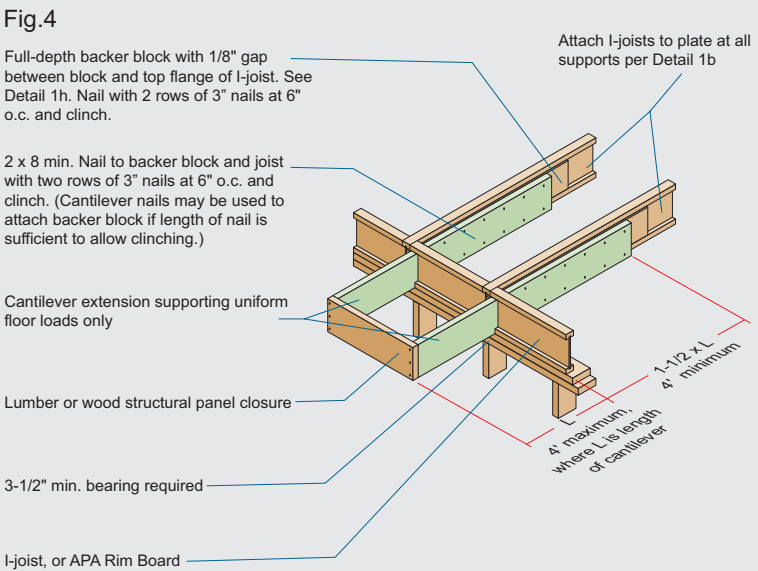 Fig.4
Full-depth backer block with 1/8" gap
between block and top flange of I-joist. See
Detail 1h. Nail with 2 rows of 3” nails at 6"
o.c. and clinch.
Attach I-joists to plate at all
supports per Detail 1b
2 x 8 min. Nail to backer block and joist
with two rows of 3” nails at 6" o.c. and
clinch. (Cantilever nails may be used to
attach backer block if length of nail is
sufficient to allow clinching.)
Cantilever extension supporting uniform
floor loads only
Lumber or wood structural panel closure
3-1/2" min. bearing required
I-joist, or APA Rim Board
1-1/2 x L
4' minimum
L
4' maximum,
where L is length
of cantilever